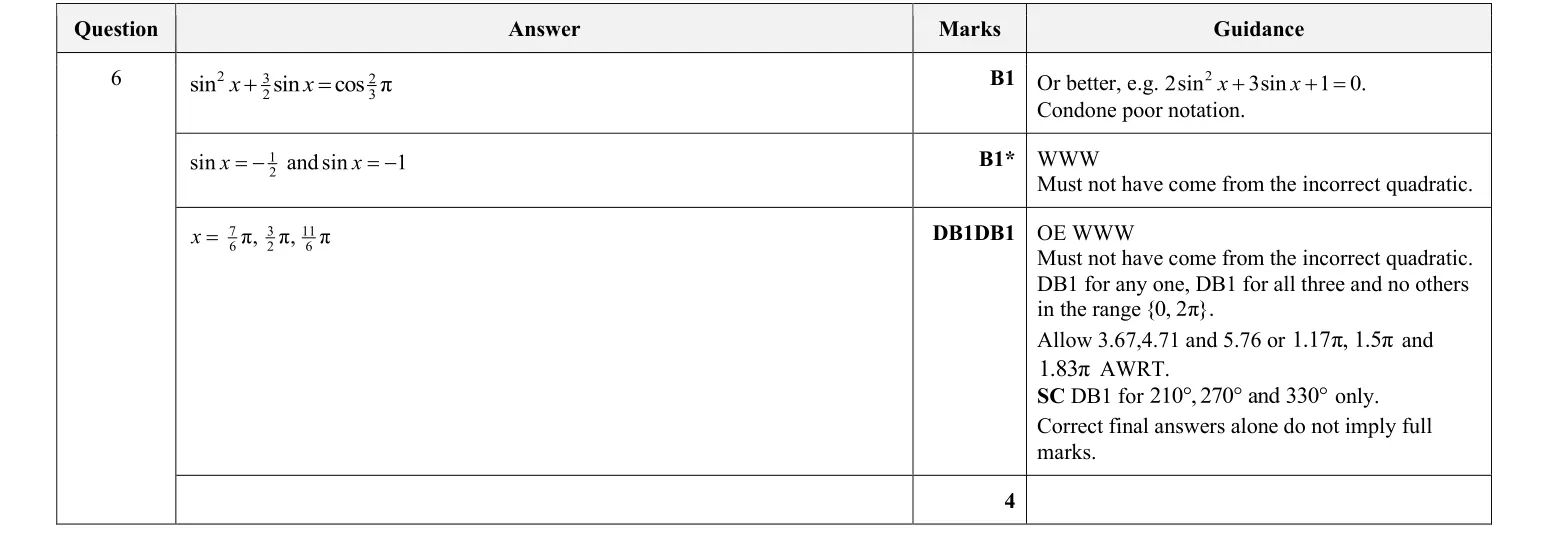 Question Answer Marks Guidance
6 sin² x + 3/2 sin x = cos 2/3 π B1 Or better, e.g. 2sin² x + 3sin x + 1 = 0.
Condone poor notation.
sin x = −1/2 and sin x = −1 B1* WWW
Must not have come from the incorrect quadratic.
x = 7/6 π, 3/2 π, 11/6 π DB1DB1 OE WWW
Must not have come from the incorrect quadratic.
DB1 for any one, DB1 for all three and no others
in the range {0, 2π}.
Allow 3.67,4.71 and 5.76 or 1.17π, 1.5π and
1.83π AWRT.
SC DB1 for 210°, 270° and 330° only.
Correct final answers alone do not imply full
marks.
4